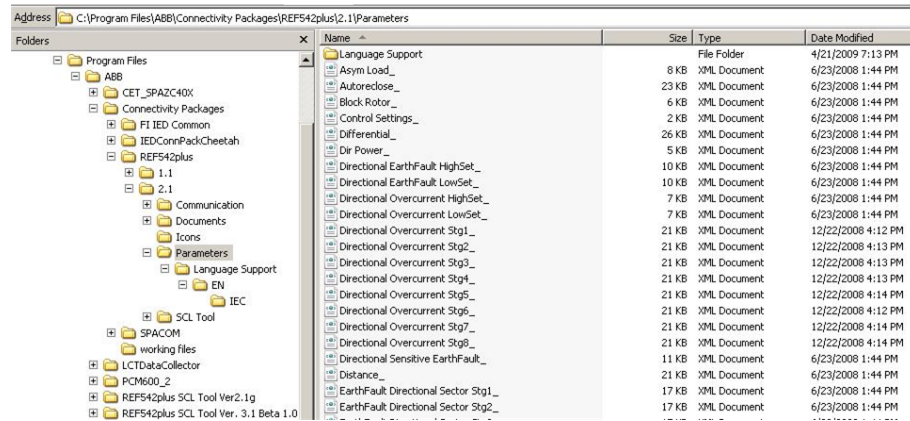 Address C:\Program Files\ABB\Connectivity Packages\REF542plus\2.1\Parameters
Folders x
Program Files
ABB
CET_SPAZC40X
Connectivity Packages
FI IED Common
IEDConnPackCheetah
REF542plus
1.1
2.1
Communication
Documents
Icons
Parameters
Language Support
EN
IEC
SCL Tool
SPACOM
working files
LCTDataCollector
PCM600_2
REF542plus SCL Tool Ver2.1g
REF542plus SCL Tool Ver. 3.1 Beta 1.0
Name Size Type Date Modified
Language Support File Folder 4/21/2009 7:13 PM
Asym Load_ 8 KB XML Document 6/23/2008 1:44 PM
Autoreclose_ 23 KB XML Document 6/23/2008 1:44 PM
Block Rotor_ 6 KB XML Document 6/23/2008 1:44 PM
Control Settings_ 2 KB XML Document 6/23/2008 1:44 PM
Differential_ 26 KB XML Document 6/23/2008 1:44 PM
Dir Power_ 5 KB XML Document 6/23/2008 1:44 PM
Directional EarthFault HighSet_ 10 KB XML Document 6/23/2008 1:44 PM
Directional EarthFault LowSet_ 10 KB XML Document 6/23/2008 1:44 PM
Directional Overcurrent HighSet_ 7 KB XML Document 6/23/2008 1:44 PM
Directional Overcurrent LowSet_ 7 KB XML Document 6/23/2008 1:44 PM
Directional Overcurrent Stg1_ 21 KB XML Document 12/22/2008 4:12 PM
Directional Overcurrent Stg2_ 21 KB XML Document 12/22/2008 4:13 PM
Directional Overcurrent Stg3_ 21 KB XML Document 12/22/2008 4:13 PM
Directional Overcurrent Stg4_ 21 KB XML Document 12/22/2008 4:13 PM
Directional Overcurrent Stg5_ 21 KB XML Document 12/22/2008 4:14 PM
Directional Overcurrent Stg6_ 21 KB XML Document 12/22/2008 4:12 PM
Directional Overcurrent Stg7_ 21 KB XML Document 12/22/2008 4:14 PM
Directional Overcurrent Stg8_ 21 KB XML Document 12/22/2008 4:14 PM
Directional Sensitive EarthFault_ 11 KB XML Document 6/23/2008 1:44 PM
Distance_ 21 KB XML Document 6/23/2008 1:44 PM
EarthFault Directional Sector Stg1_ 17 KB XML Document 6/23/2008 1:44 PM
EarthFault Directional Sector Stg2_ 17 KB XML Document 6/23/2008 1:44 PM